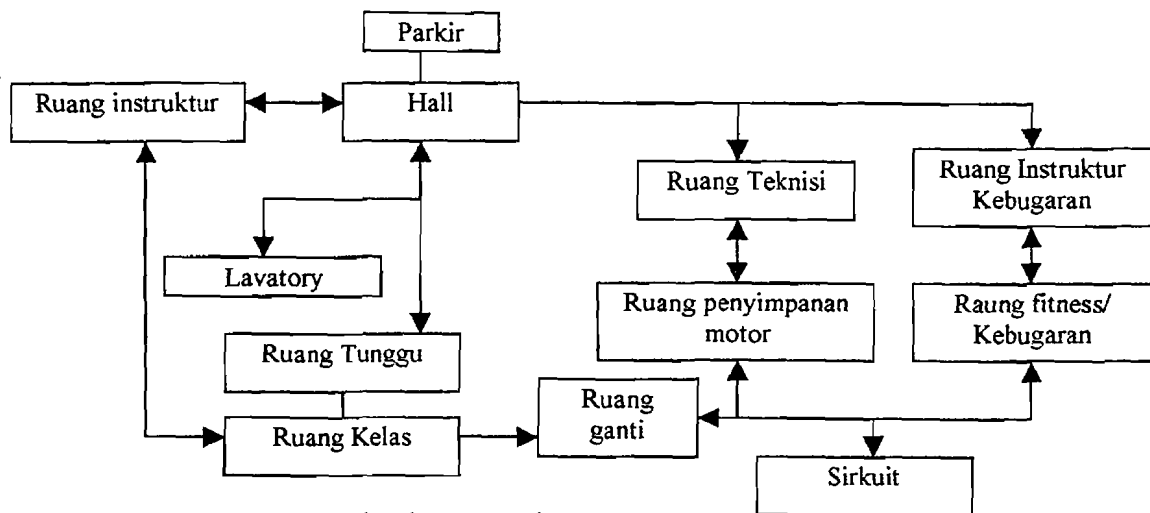 Parkir
Ruang instruktur
Hall
Ruang Teknisi
Ruang Instruktur
Kebugaran
Lavatory
Ruang penyimpanan
motor
Raung fitness/
Kebugaran
Ruang Tunggu
Ruang
ganti
Ruang Kelas
Sirkuit